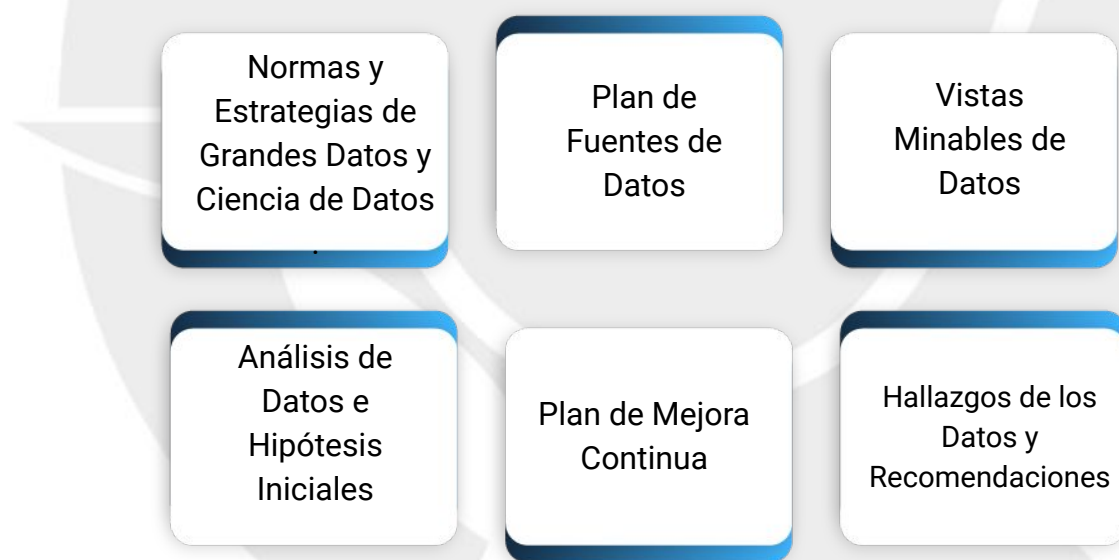 Normas y
Estrategias de
Grandes Datos y
Ciencia de Datos
.
Plan de
Fuentes de
Datos
Vistas
Minables de
Datos
Análisis de
Datos e
Hipótesis
Iniciales
Plan de Mejora
Continua
Hallazgos de los
Datos y
Recomendaciones